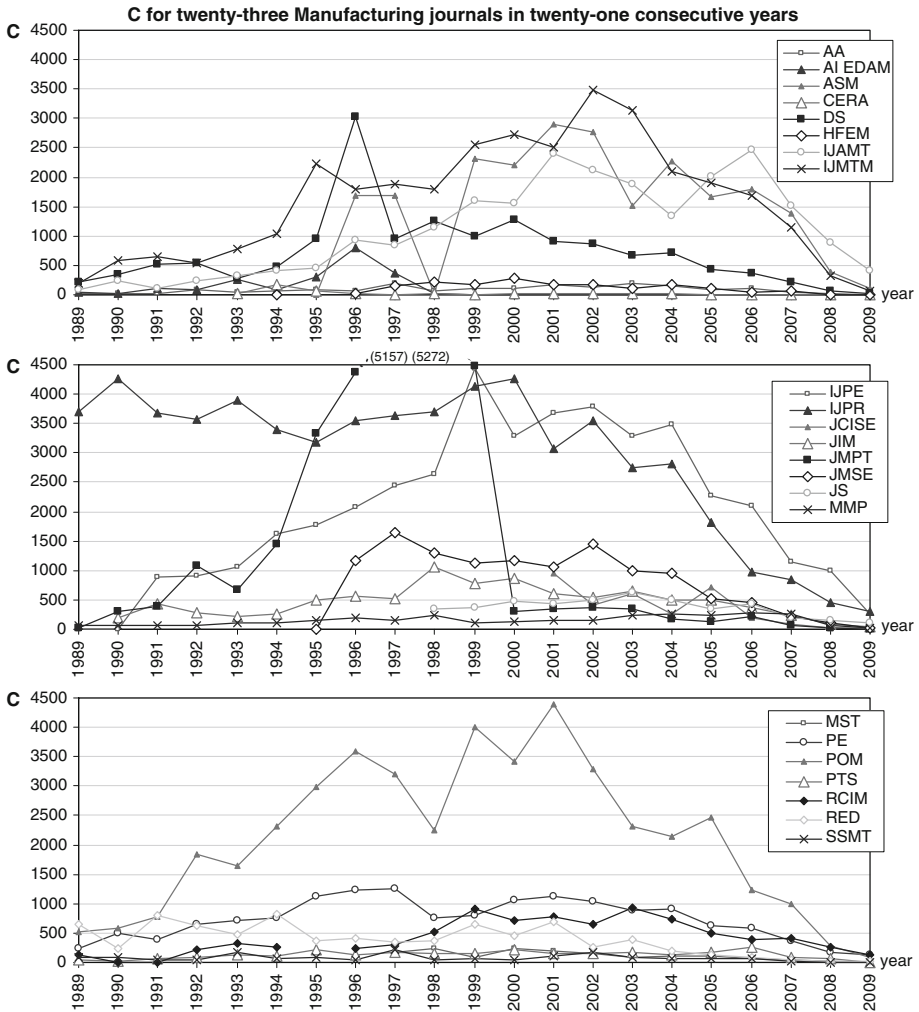 C for twenty-three Manufacturing journals in twenty-one consecutive years
C
4500
4000
3500
3000
2500
2000
1500
1000
500
0
AA
AI EDAM
ASM
CERA
DS
HFEM
IJAMT
IJMTM
year
1989 1990 1991 1992 1993 1994 1995 1996 1997 1998 1999 2000 2001 2002 2003 2004 2005 2006 2007 2008 2009
C
(5157) (5272)
4500
4000
3500
3000
2500
2000
1500
1000
500
0
IJPE
IJPR
JCISE
JIM
JMPT
JMSE
JS
MMP
year
1989 1990 1991 1992 1993 1994 1995 1996 1997 1998 1999 2000 2001 2002 2003 2004 2005 2006 2007 2008 2009
C
4500
4000
3500
3000
2500
2000
1500
1000
500
0
MST
PE
POM
PTS
RCIM
RED
SSMT
year
1989 1990 1991 1992 1993 1994 1995 1996 1997 1998 1999 2000 2001 2002 2003 2004 2005 2006 2007 2008 2009